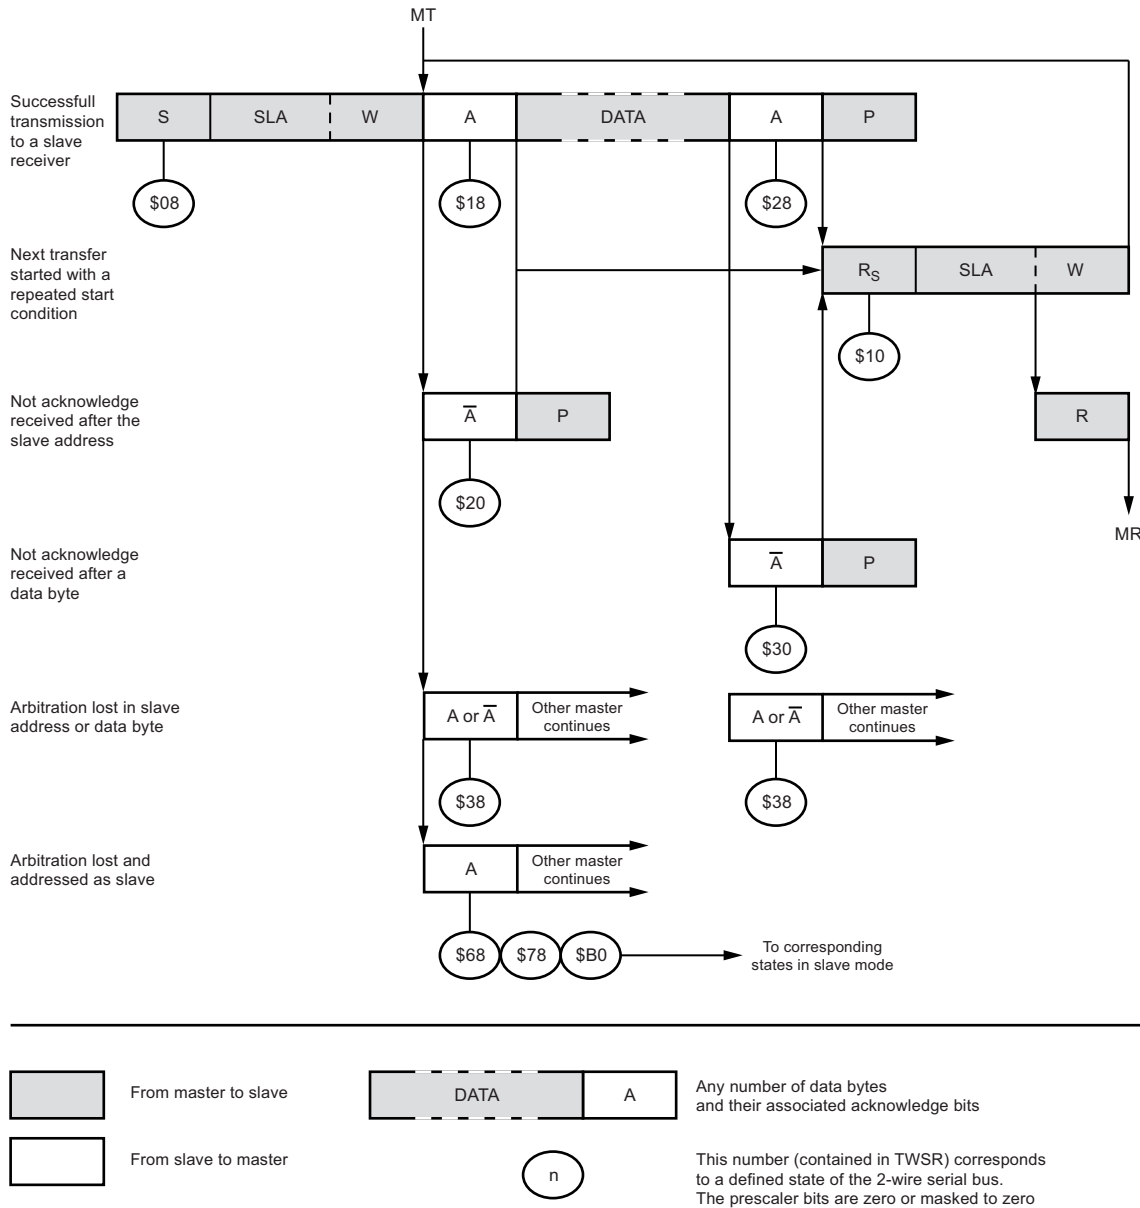 MT
Successfull
transmission
to a slave
receiver
S SLA W A DATA A P
$08 $18 $28
Next transfer
started with a
repeated start
condition
RS SLA W
$10
Not acknowledge
received after the
slave address
A̅ P R
$20
MR
Not acknowledge
received after a
data byte
A̅ P
$30
Arbitration lost in slave
address or data byte
A or A̅ Other master
continues
A or A̅ Other master
continues
$38 $38
Arbitration lost and
addressed as slave
A Other master
continues
$68 $78 $B0
To corresponding
states in slave mode
From master to slave
DATA A
Any number of data bytes
and their associated acknowledge bits
From slave to master
n
This number (contained in TWSR) corresponds
to a defined state of the 2-wire serial bus.
The prescaler bits are zero or masked to zero